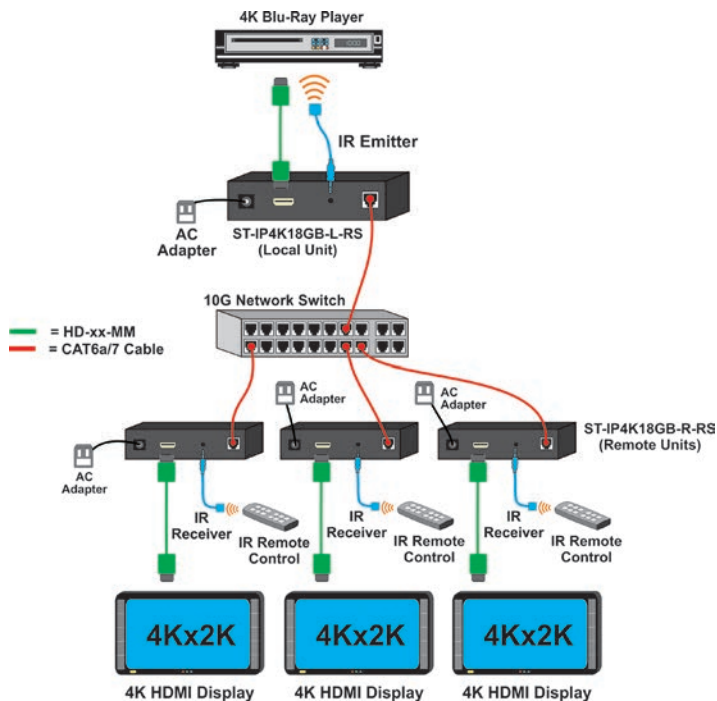 4K Blu-Ray Player
IR Emitter
AC
Adapter
ST-IP4K18GB-L-RS
(Local Unit)
10G Network Switch
= HD-xx-MM
= CAT6a/7 Cable
AC
Adapter
AC
Adapter
ST-IP4K18GB-R-RS
(Remote Units)
AC
Adapter
IR
Receiver
IR Remote
Control
IR
Receiver
IR Remote
Control
IR
Receiver
IR Remote
Control
4Kx2K
4Kx2K
4Kx2K
4K HDMI Display
4K HDMI Display
4K HDMI Display